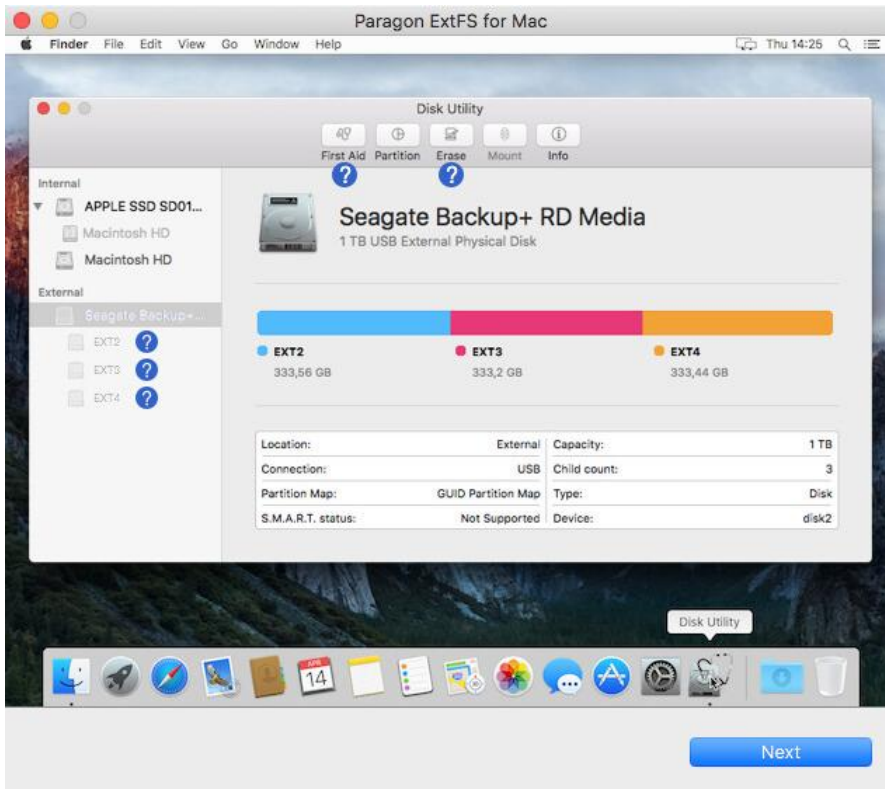 Paragon ExtFS for Mac
Finder File Edit View Go Window Help Thu 14:25
Disk Utility
First Aid Partition Erase Mount Info
? ?
Internal
APPLE SSD SD01...
Macintosh HD
Macintosh HD
External
Seagate Backup+...
EXT2 ?
EXT3 ?
EXT4 ?
Seagate Backup+ RD Media
1 TB USB External Physical Disk
EXT2 EXT3 EXT4
333,56 GB 333,2 GB 333,44 GB
Location: External Capacity: 1 TB
Connection: USB Child count: 3
Partition Map: GUID Partition Map Type: Disk
S.M.A.R.T. status: Not Supported Device: disk2
Disk Utility
APR
14
Next